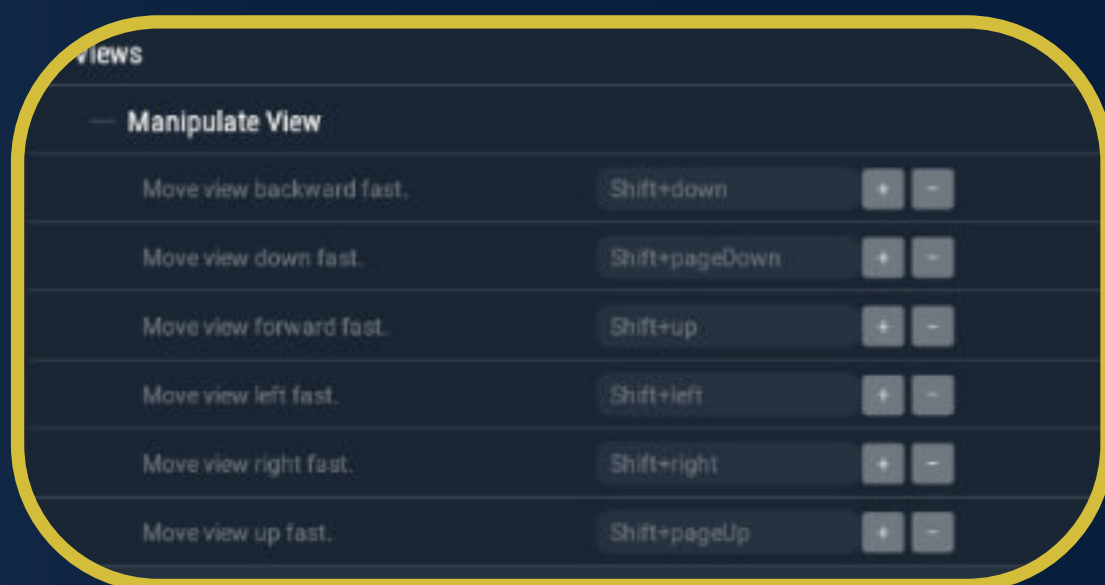 Views
Manipulate View
Move view backward fast. Shift+down + -
Move view down fast. Shift+pageDown + -
Move view forward fast. Shift+up + -
Move view left fast. Shift+left + -
Move view right fast. Shift+right + -
Move view up fast. Shift+pageUp + -